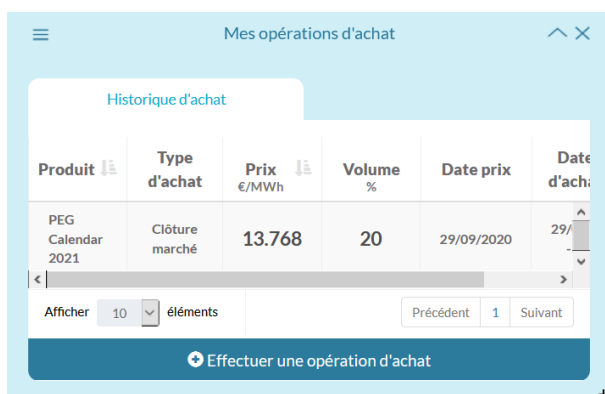 Mes opérations d'achat
Historique d'achat
Produit Type d'achat Prix €/MWh Volume % Date prix Date d'acha
PEG Calendar 2021 Clôture marché 13.768 20 29/09/2020 29/
Afficher 10 éléments Précédent 1 Suivant
Effectuer une opération d'achat